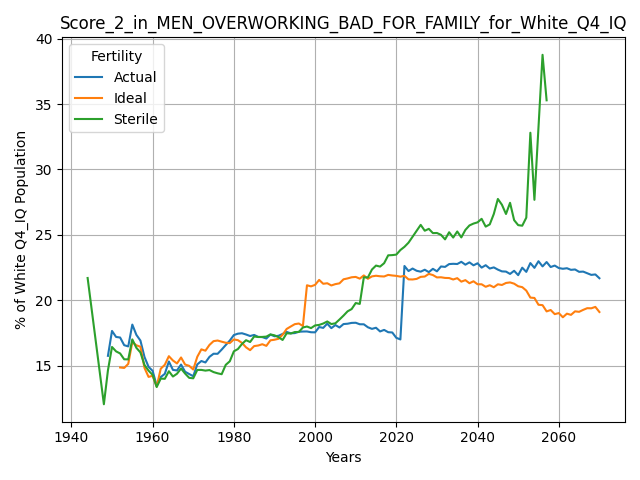 Score_2_in_MEN_OVERWORKING_BAD_FOR_FAMILY_for_White_Q4_IQ
Fertility
Actual
Ideal
Sterile
% of White Q4_IQ Population
40
35
30
25
20
15
1940 1960 1980 2000 2020 2040 2060
Years